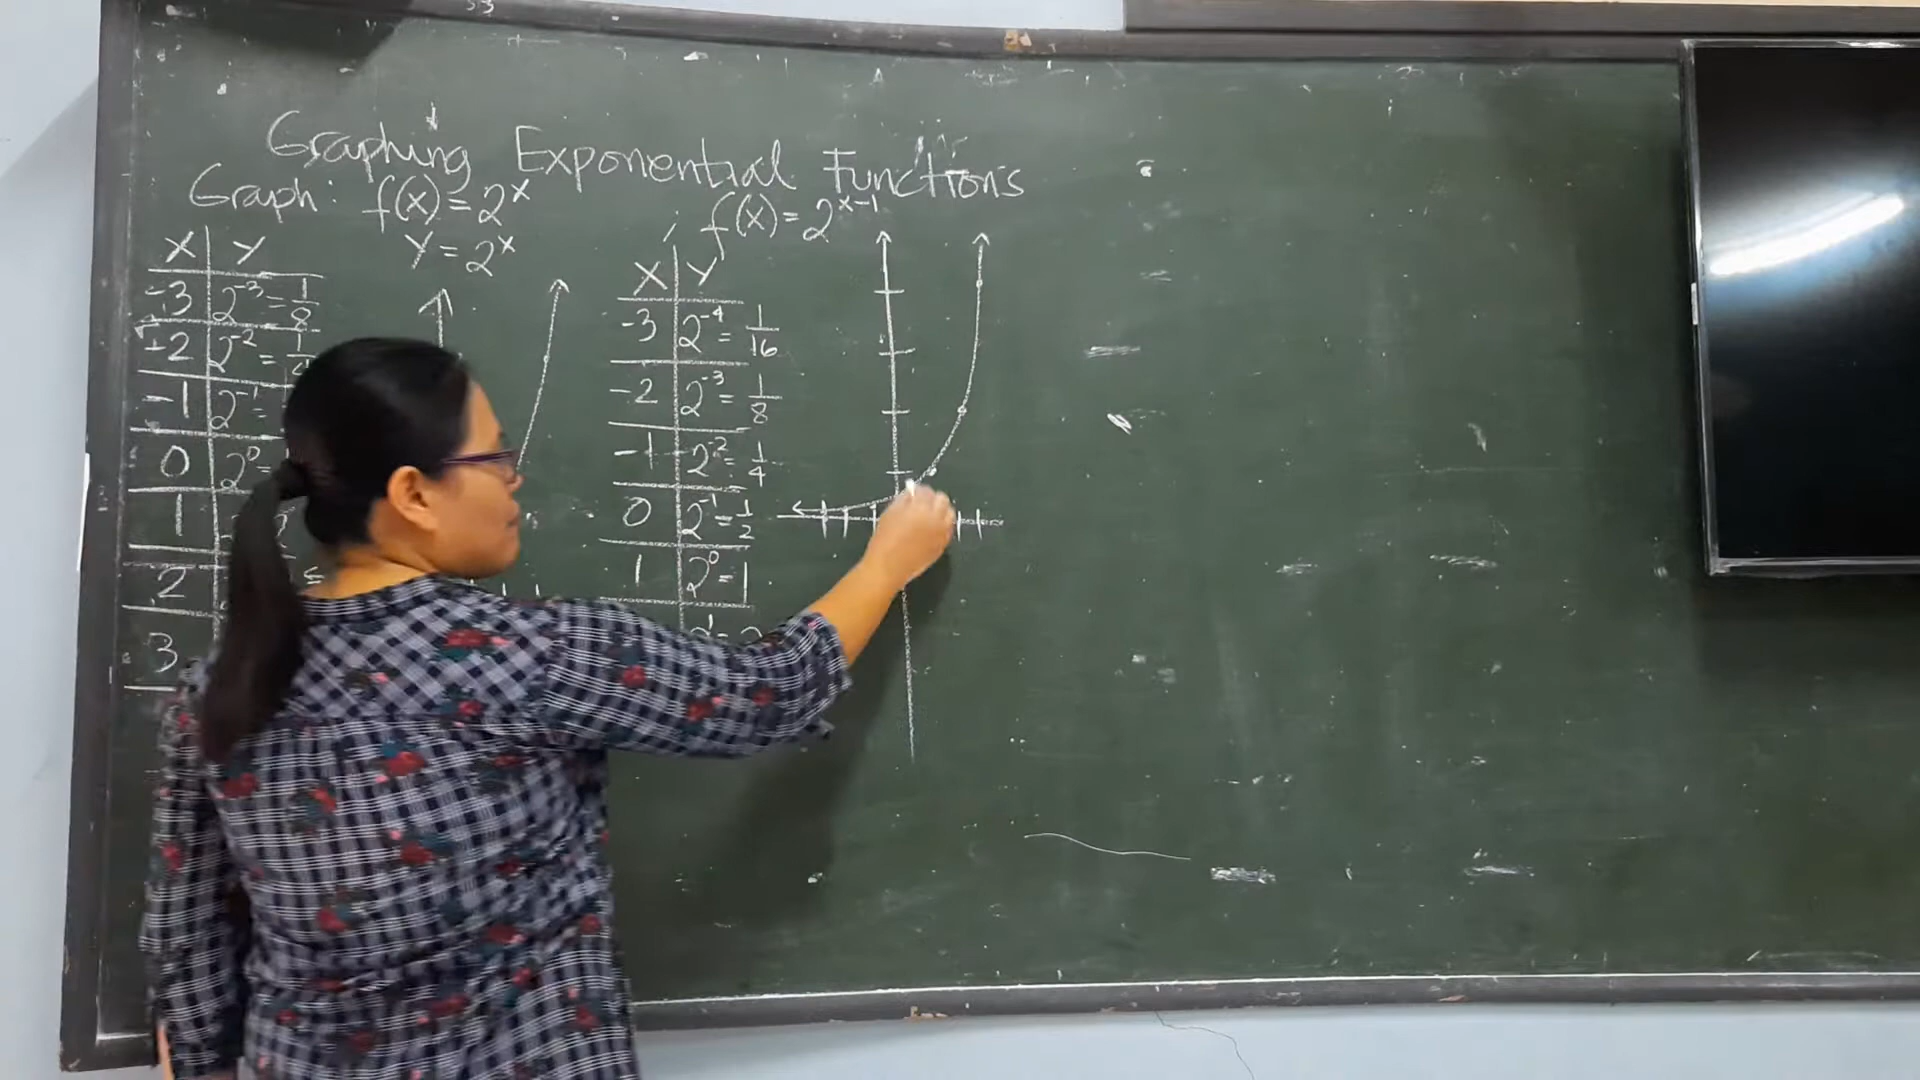 Graphing Exponential Functions
Graph: f(x) = 2^x
Y = 2^x
X | Y
-3 | 2^-3 = 1/8
-2 | 2^-2 =
-1 | 2^-1 =
0 | 2^0 =
1
2
3
f(x) = 2^x-1
X | Y
-3 | 2^-4 = 1/16
-2 | 2^-3 = 1/8
-1 | 2^-2 = 1/4
0 | 2^-1 = 1/2
1 | 2^0 = 1